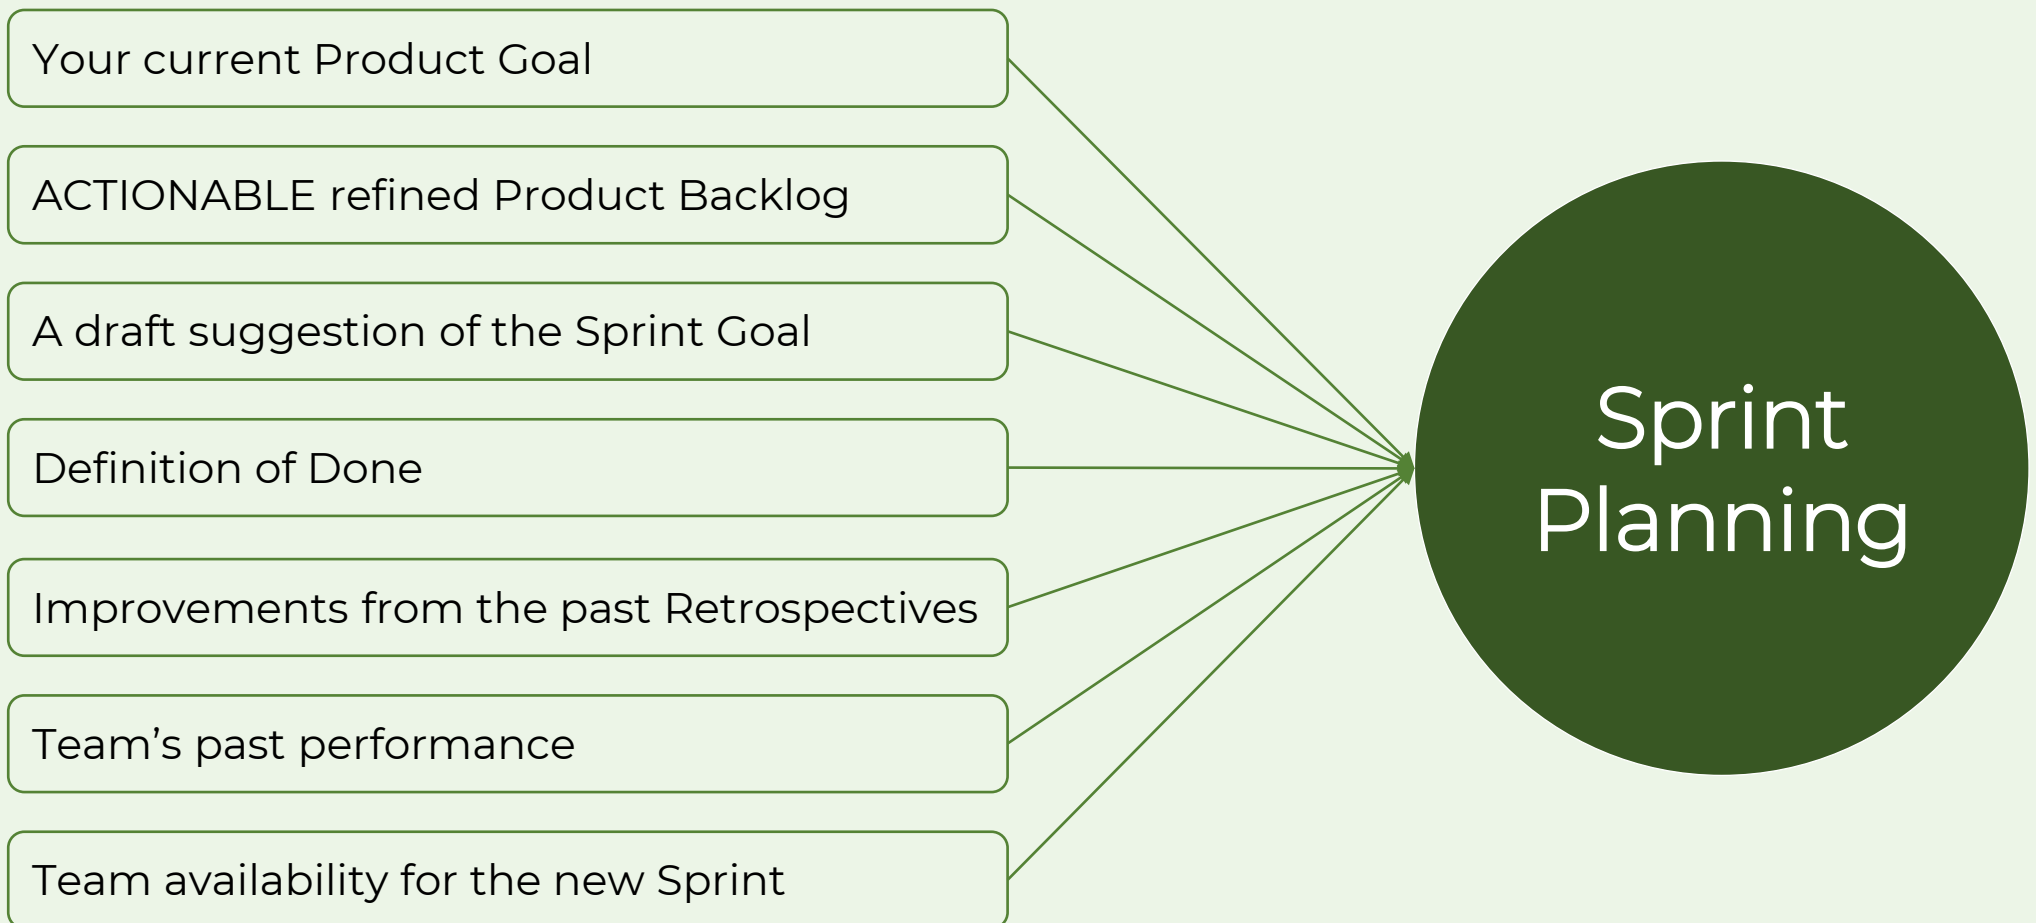 Your current Product Goal
ACTIONABLE refined Product Backlog
A draft suggestion of the Sprint Goal
Definition of Done
Improvements from the past Retrospectives
Team’s past performance
Team availability for the new Sprint
Sprint
Planning